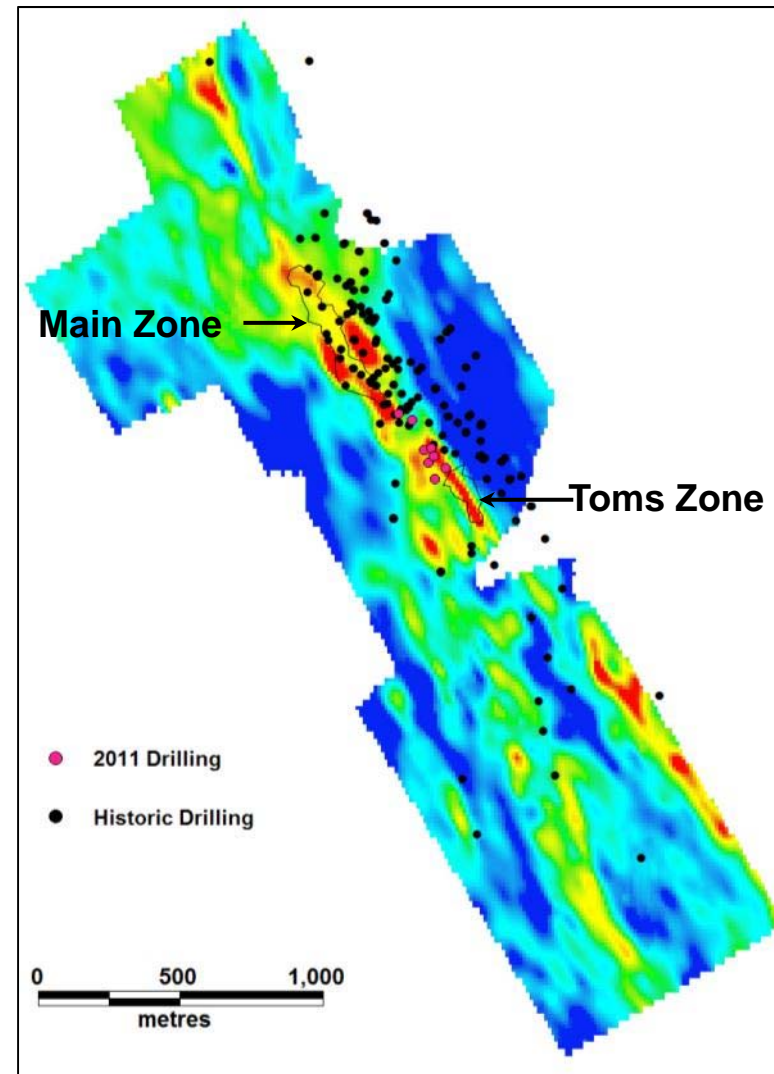 Main Zone
Toms Zone
2011 Drilling
Historic Drilling
0 500 1,000
metres